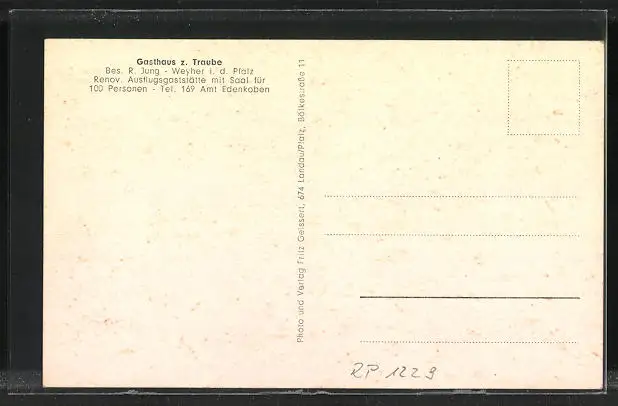 Gasthaus z. Traube
Bes. R. Jung - Weyher i. d. Pfalz
Renov. Ausflugsgaststätte mit Saal für
100 Personen - Tel. 169 Amt Edenkoben
Photo und Verlag Fritz Geissert, 674 Landau/Pfalz, Bölkestraße 11
RP 1229